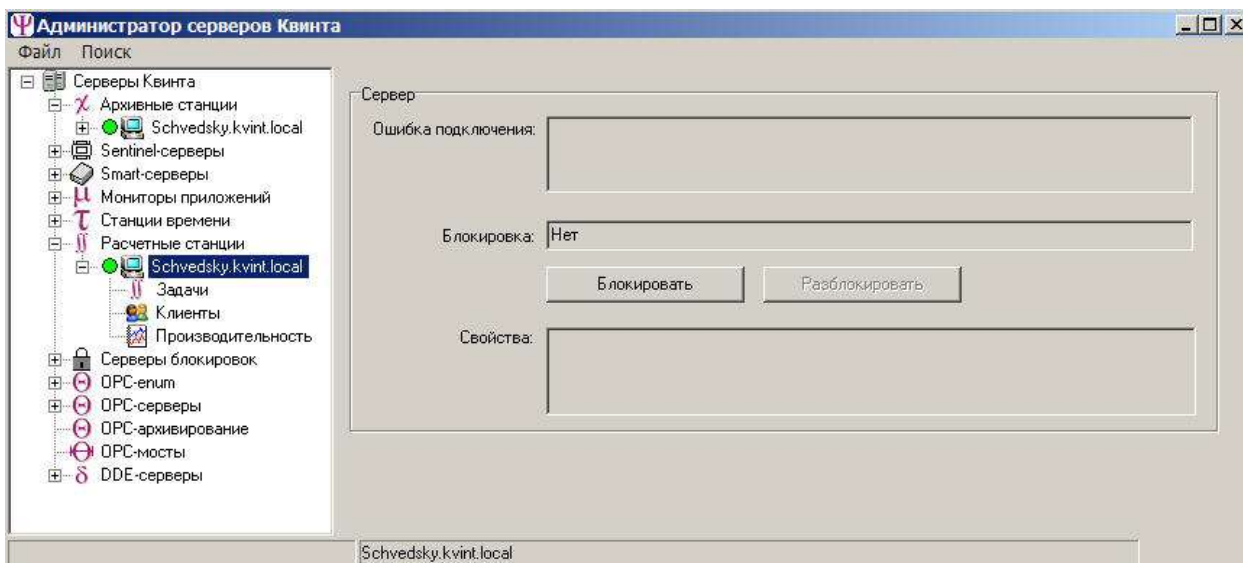 Администратор серверов Квинта
Файл Поиск
Серверы Квинта
Архивные станции
Schvedsky.kvint.local
Sentinel-серверы
Smart-серверы
Мониторы приложений
Станции времени
Расчетные станции
Schvedsky.kvint.local
Задачи
Клиенты
Производительность
Серверы блокировок
OPC-enum
OPC-серверы
OPC-архивирование
OPC-мосты
DDE-серверы
Сервер
Ошибка подключения:
Блокировка: Нет
Блокировать Разблокировать
Свойства:
Schvedsky.kvint.local